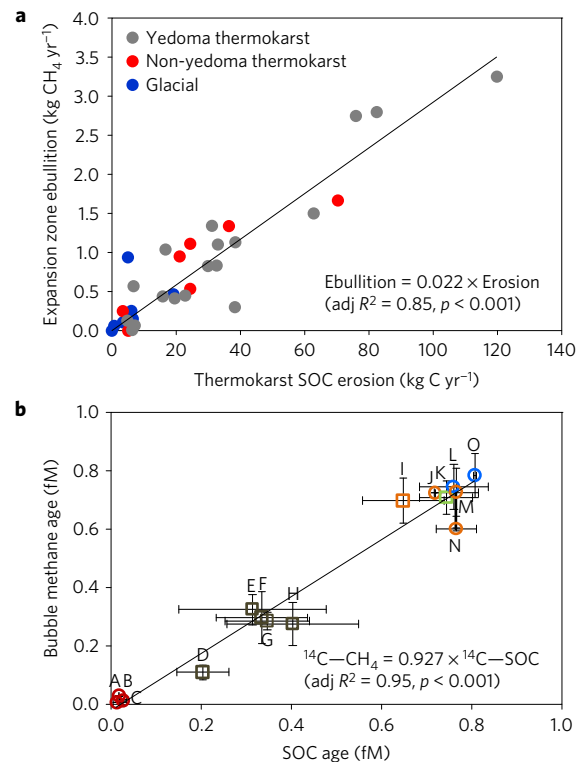 a
4.0
3.5
3.0
2.5
2.0
1.5
1.0
0.5
0.0
Expansion zone ebullition (kg CH4 yr−1)
Yedoma thermokarst
Non-yedoma thermokarst
Glacial
Ebullition = 0.022 × Erosion
(adj R2 = 0.85, p < 0.001)
0 20 40 60 80 100 120 140
Thermokarst SOC erosion (kg C yr−1)
b
1.0
0.8
0.6
0.4
0.2
0.0
Bubble methane age (fM)
O
L
I
J K
M
N
E F
H
G
D
A B
C
14C—CH4 = 0.927 × 14C—SOC
(adj R2 = 0.95, p < 0.001)
0.0 0.2 0.4 0.6 0.8 1.0
SOC age (fM)